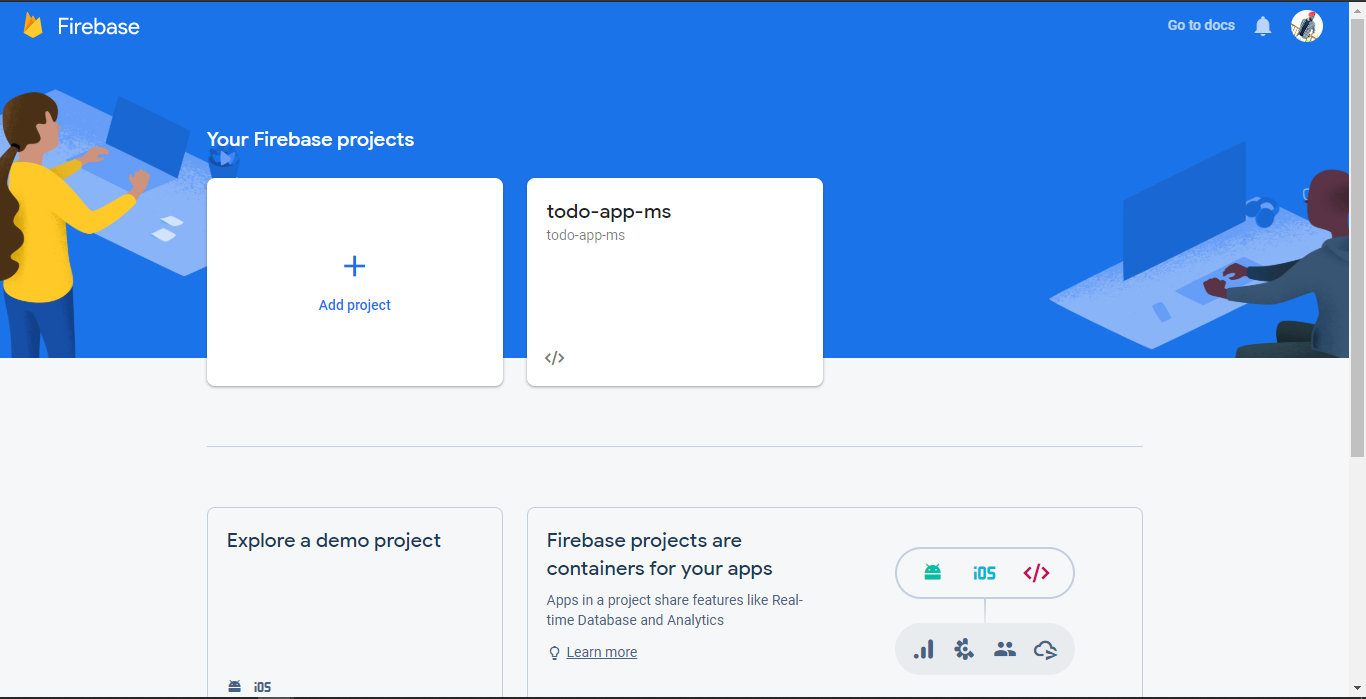 Firebase
Go to docs
Your Firebase projects
Add project
todo-app-ms
todo-app-ms
</>
Explore a demo project
iOS
Firebase projects are
containers for your apps
Apps in a project share features like Real-
time Database and Analytics
Learn more
iOS
</>